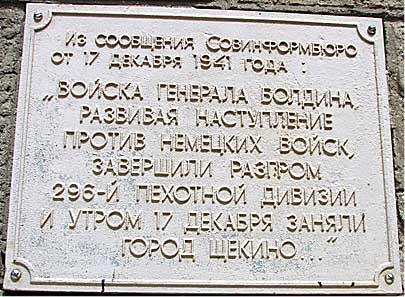 Из сообщения Совинформбюро
от 17 декабря 1941 года :
„Войска генерала Болдина,
развивая наступление
против немецких войск,
завершили разгром
296-й пехотной дивизии
и утром 17 декабря заняли
город Щекино..."